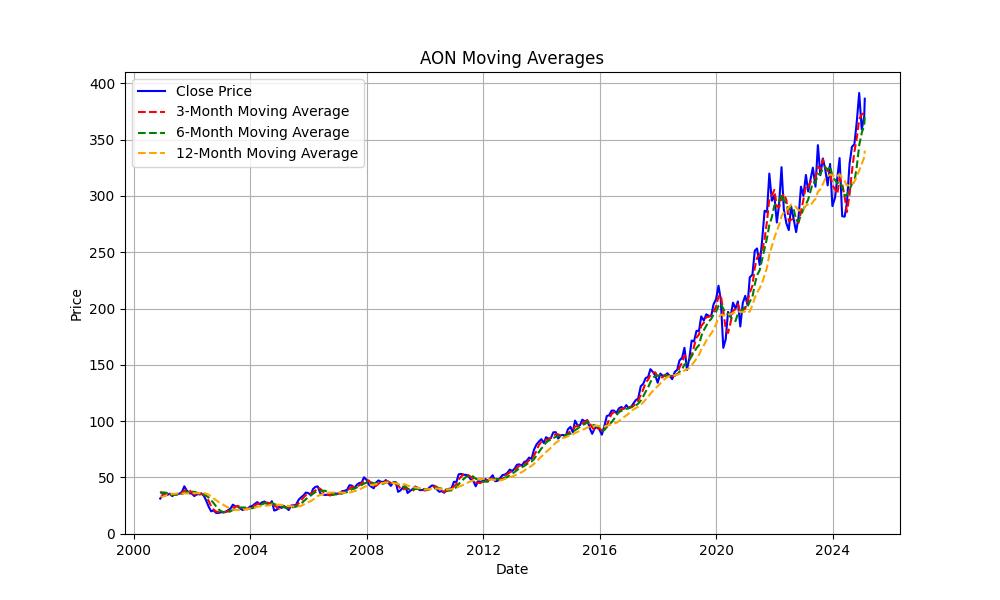 AON Moving Averages
Close Price
3-Month Moving Average
6-Month Moving Average
12-Month Moving Average
400
350
300
250
200
150
100
50
0
Price
2000 2004 2008 2012 2016 2020 2024
Date